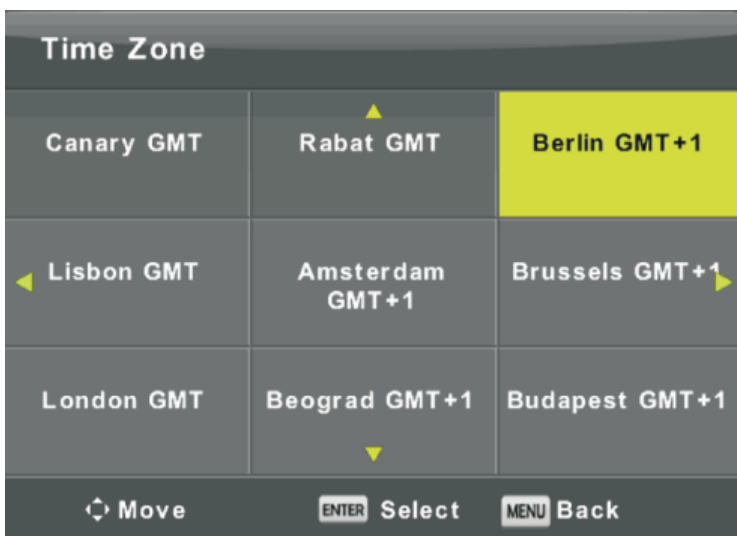 Time Zone
Canary GMT
Rabat GMT
Berlin GMT+1
Lisbon GMT
Amsterdam
GMT+1
Brussels GMT+1
London GMT
Beograd GMT+1
Budapest GMT+1
Move
ENTER Select
MENU Back